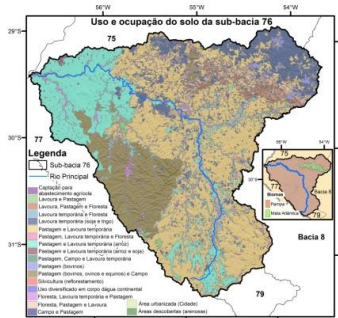 Uso e ocupação do solo da sub-bacia 76
29°S
75
56°W
55°W
54°W
77
30°S
31°S
Legenda
Sub-bacia 76
Rio Principal
Captação para
abastecimento agrícola
Lavoura e Pastagem
Lavoura, Pastagem e Floresta
Lavoura temporária e Floresta
Lavoura temporária (soja e trigo)
Pastagem e Lavoura temporária
Pastagem, Lavoura temporária e Floresta
Pastagem e Lavoura temporária (arroz)
Pastagem e Lavoura temporária (arroz e soja)
Pastagem, Campo e Lavoura temporária
Pastagem (bovinos)
Pastagem (bovinos, ovinos e equinos) e Campo
Silvicultura (reflorestamento)
Uso diversificado em corpo dágua continental
Floresta, Lavoura temporária e Pastagem
Floresta, Pastagem e Lavoura
Campo e Pastagem
Área urbanizada (Cidade)
Áreas descobertas (arenosas)
75
77
Bacia 8
Biomas
Pampa
Mata Atlântica
79
Bacia 8
79